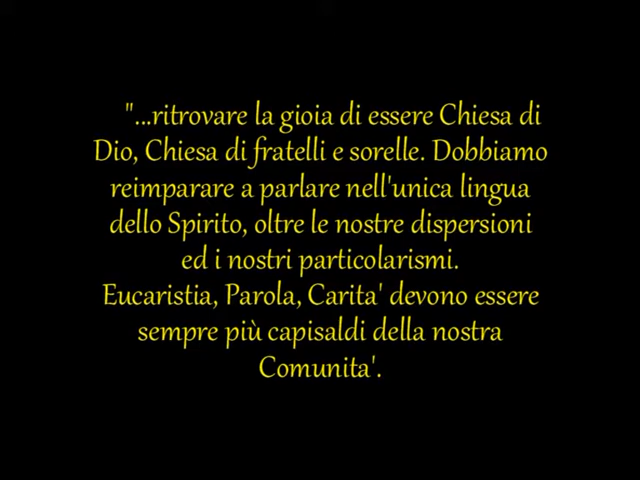 "...ritrovare la gioia di essere Chiesa di
Dio, Chiesa di fratelli e sorelle. Dobbiamo
reimparare a parlare nell'unica lingua
dello Spirito, oltre le nostre dispersioni
ed i nostri particolarismi.
Eucaristia, Parola, Carita' devono essere
sempre più capisaldi della nostra
Comunita'.